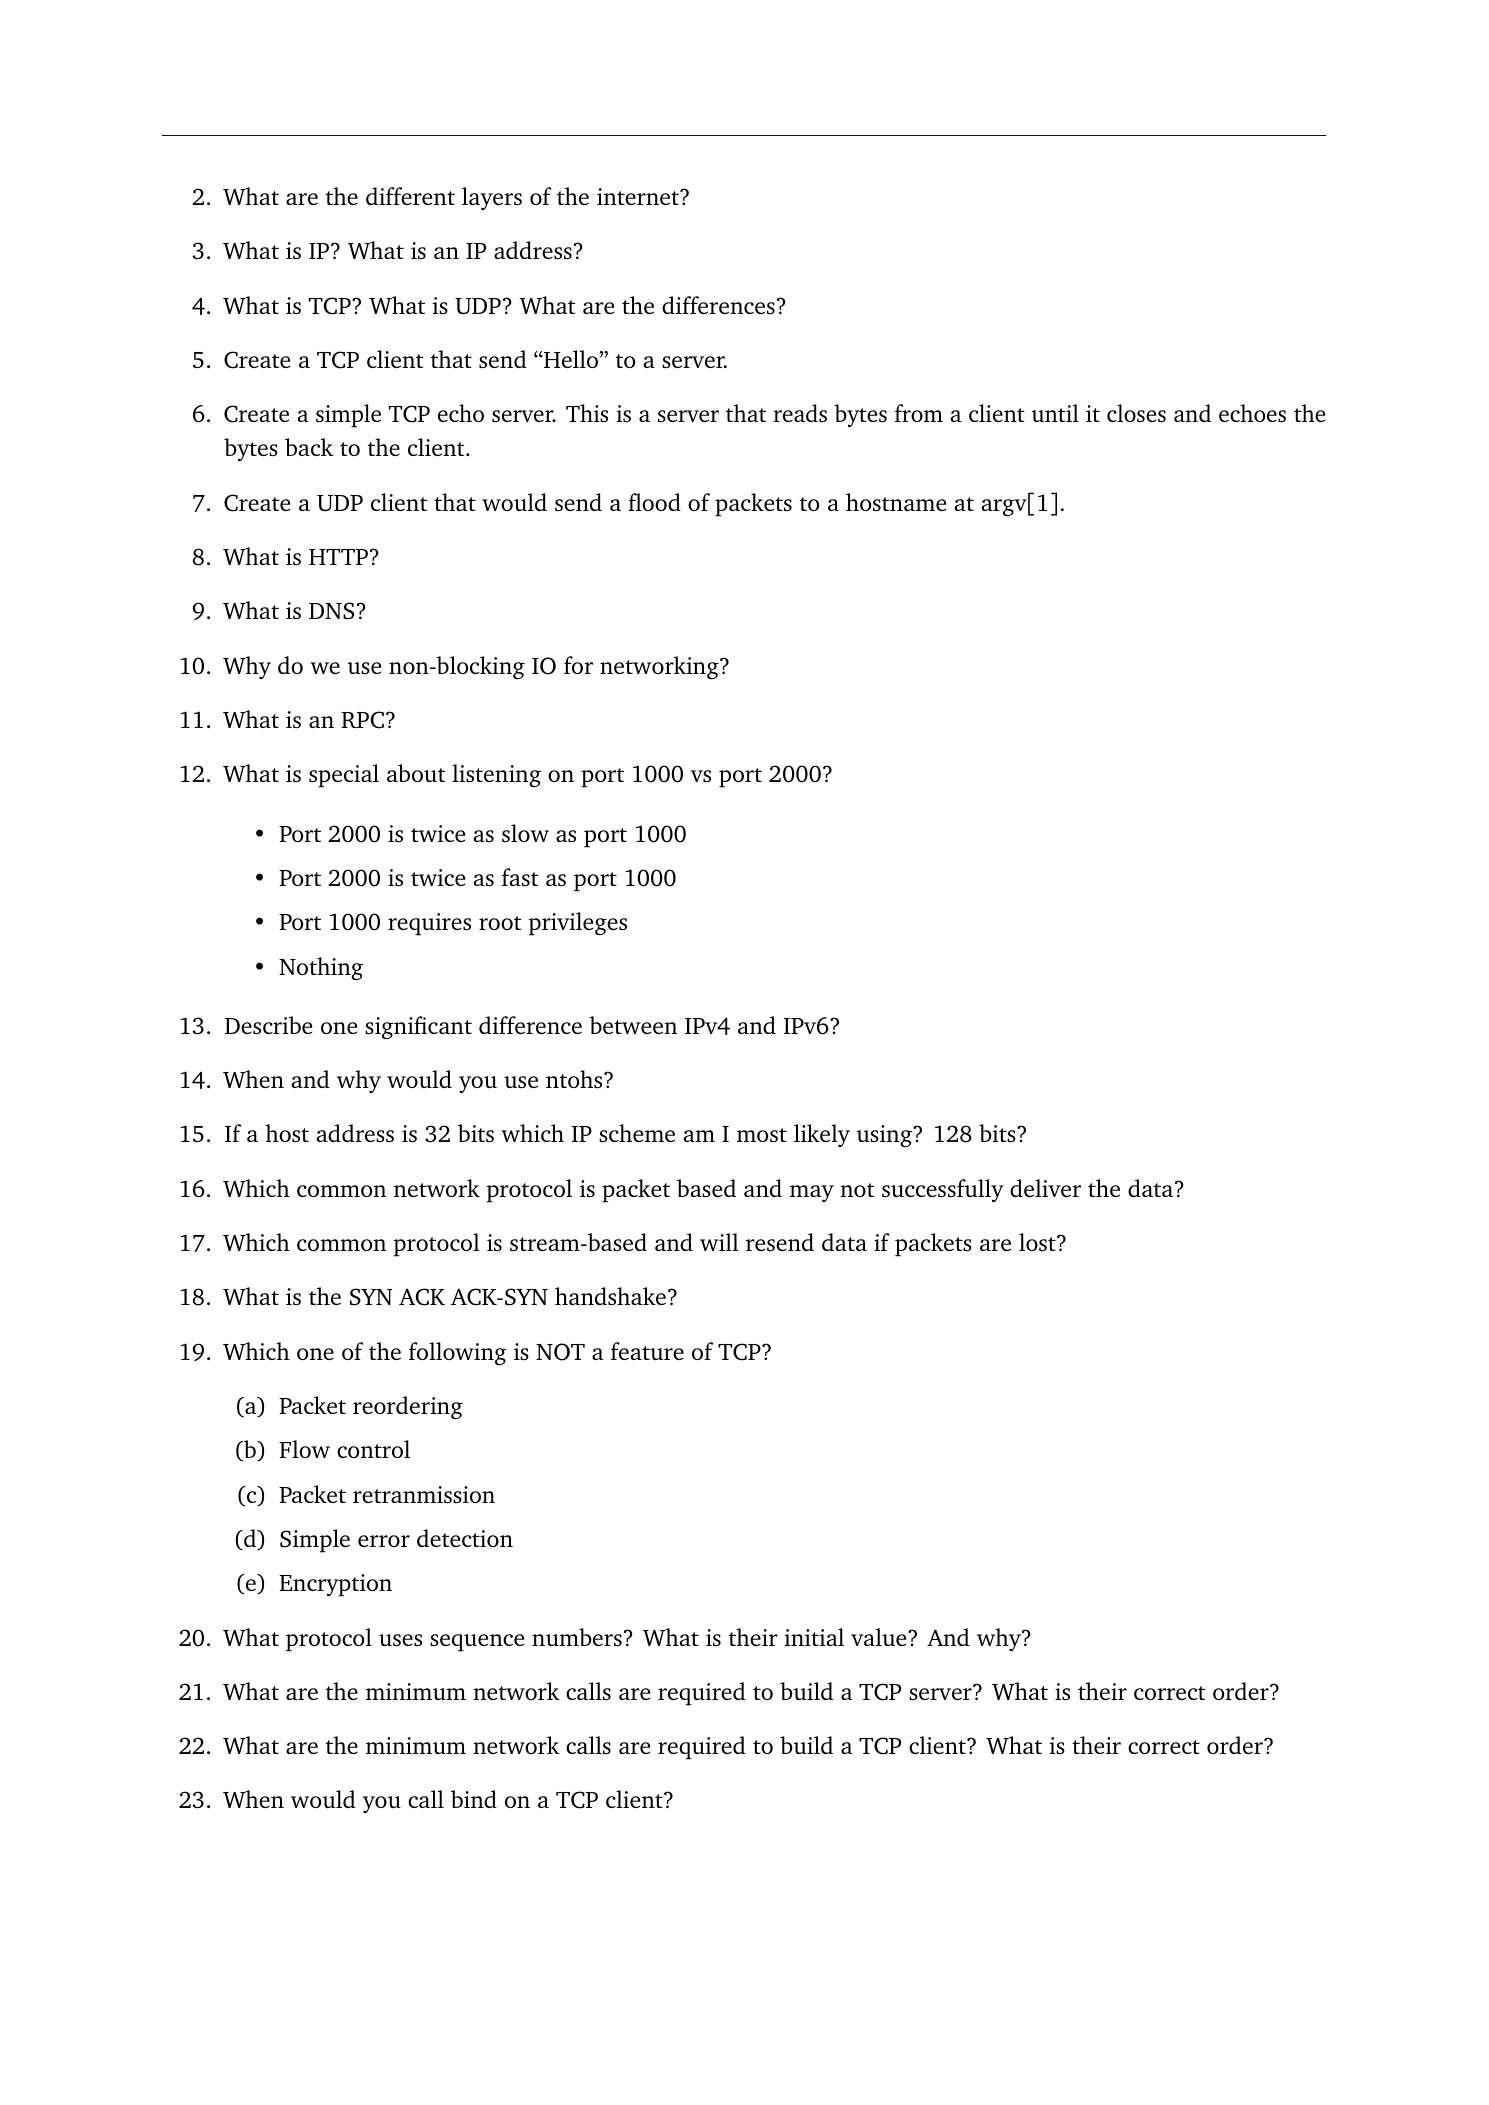 2. What are the different layers of the internet?
3. What is IP? What is an IP address?
4. What is TCP? What is UDP? What are the differences?
5. Create a TCP client that send “Hello” to a server.
6. Create a simple TCP echo server. This is a server that reads bytes from a client until it closes and echoes the
bytes back to the client.
7. Create a UDP client that would send a flood of packets to a hostname at argv[1].
8. What is HTTP?
9. What is DNS?
10. Why do we use non-blocking IO for networking?
11. What is an RPC?
12. What is special about listening on port 1000 vs port 2000?
• Port 2000 is twice as slow as port 1000
• Port 2000 is twice as fast as port 1000
• Port 1000 requires root privileges
• Nothing
13. Describe one significant difference between IPv4 and IPv6?
14. When and why would you use ntohs?
15. If a host address is 32 bits which IP scheme am I most likely using? 128 bits?
16. Which common network protocol is packet based and may not successfully deliver the data?
17. Which common protocol is stream-based and will resend data if packets are lost?
18. What is the SYN ACK ACK-SYN handshake?
19. Which one of the following is NOT a feature of TCP?
(a) Packet reordering
(b) Flow control
(c) Packet retranmission
(d) Simple error detection
(e) Encryption
20. What protocol uses sequence numbers? What is their initial value? And why?
21. What are the minimum network calls are required to build a TCP server? What is their correct order?
22. What are the minimum network calls are required to build a TCP client? What is their correct order?
23. When would you call bind on a TCP client?